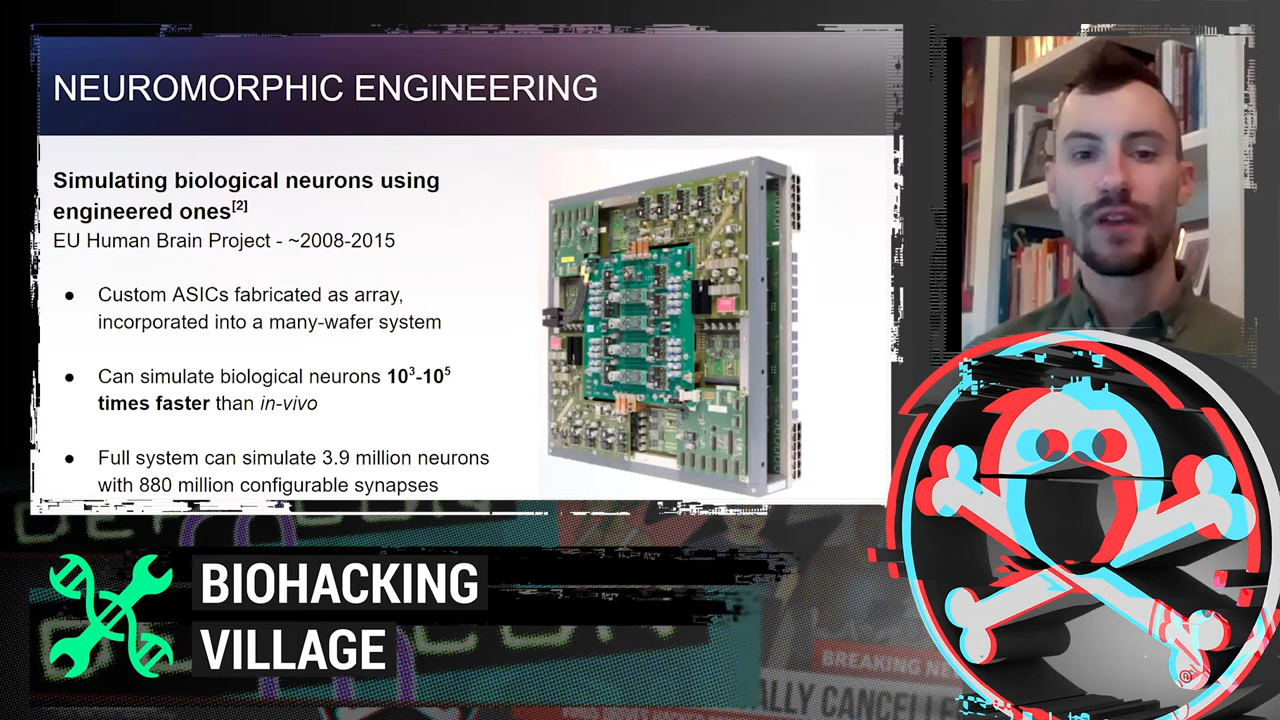 NEUROMORPHIC ENGINEERING
Simulating biological neurons using
engineered ones[2]
EU Human Brain Project - ~2008-2015
● Custom ASICs fabricated as array,
incorporated into a many-wafer system
● Can simulate biological neurons 10³-10⁵
times faster than in-vivo
● Full system can simulate 3.9 million neurons
with 880 million configurable synapses
BIOHACKING
VILLAGE
BREAKING NE
ALLY CANCELLE
®